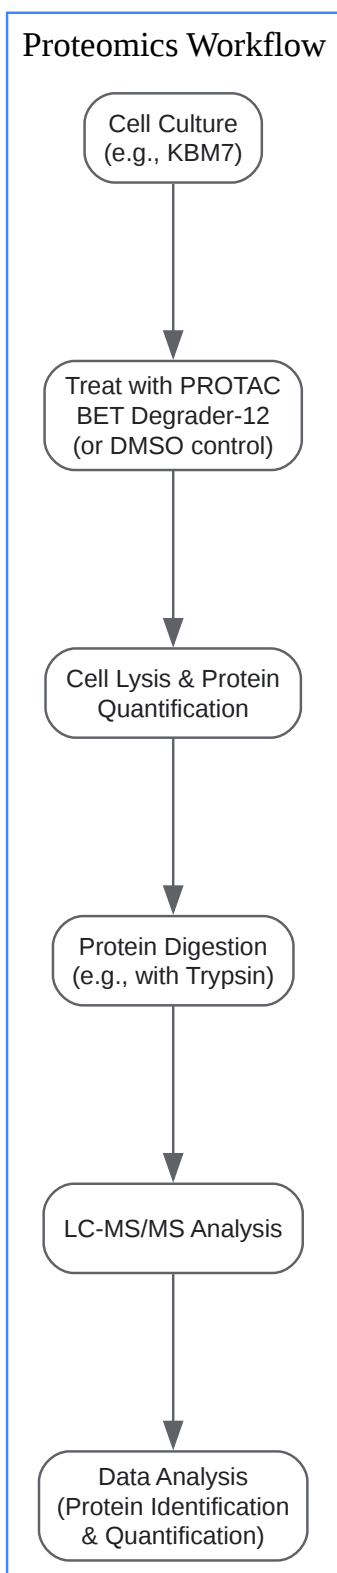 Proteomics Workflow
Cell Culture
(e.g., KBM7)
Treat with PROTAC
BET Degrader-12
(or DMSO control)
Cell Lysis & Protein
Quantification
Protein Digestion
(e.g., with Trypsin)
LC-MS/MS Analysis
Data Analysis
(Protein Identification
& Quantification)